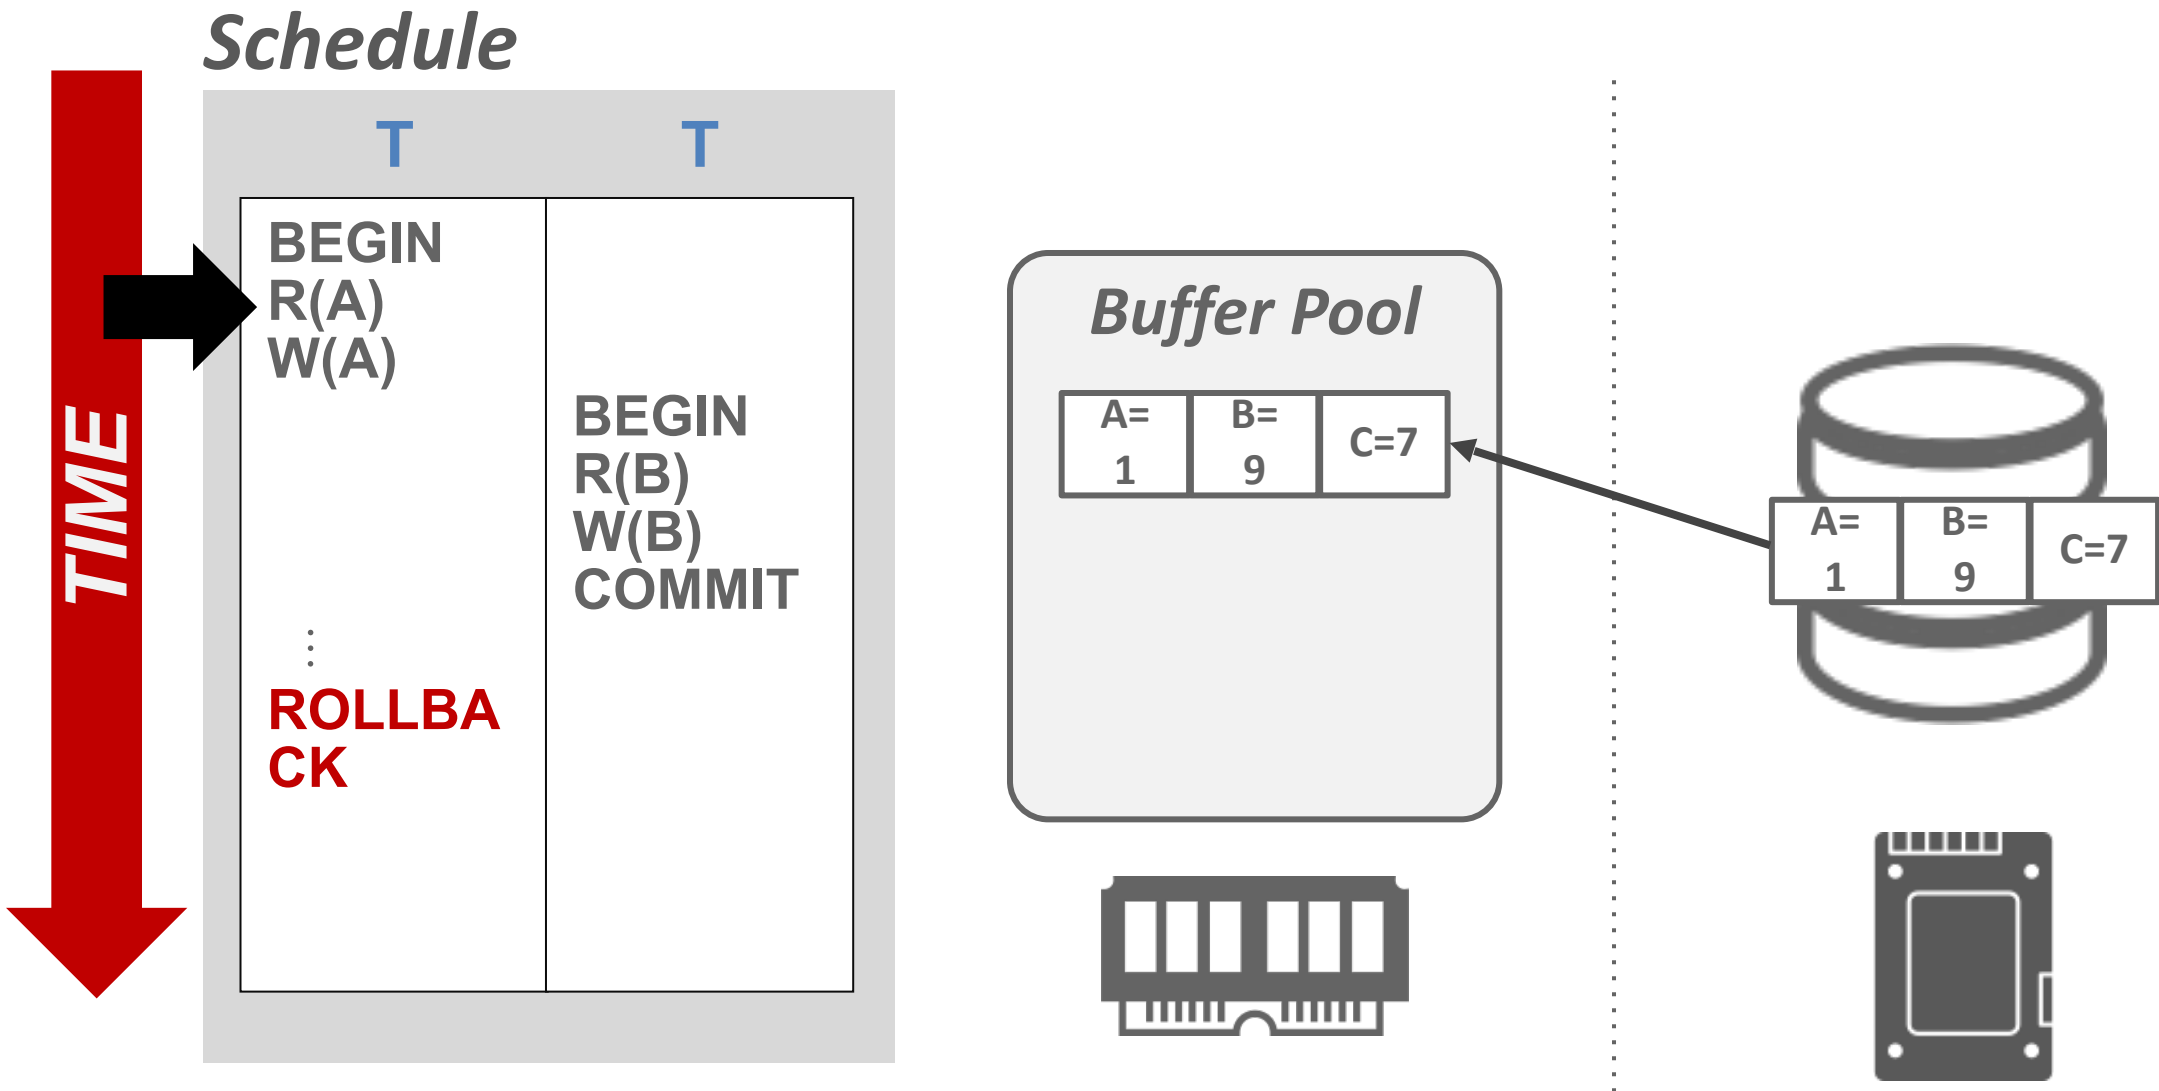 Schedule
TIME
T
T
BEGIN
R(A)
W(A)
BEGIN
R(B)
W(B)
COMMIT
⋮
ROLLBA
CK
Buffer Pool
A=
1
B=
9
C=7
A=
1
B=
9
C=7